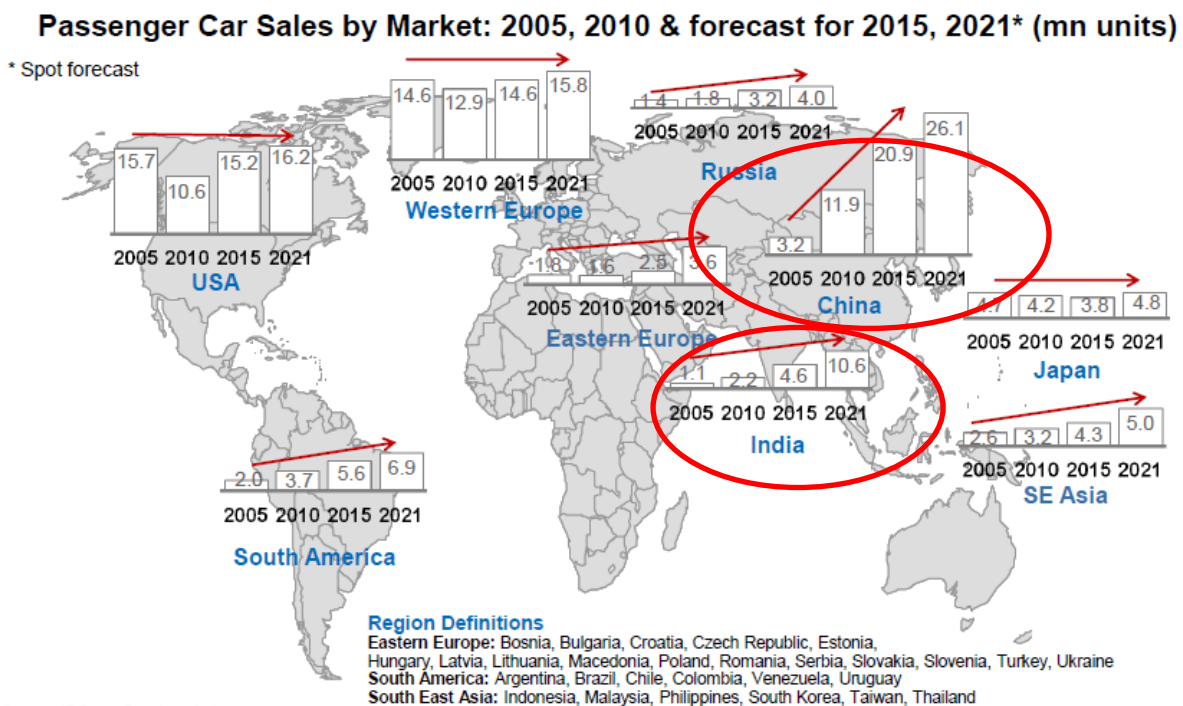 Passenger Car Sales by Market: 2005, 2010 & forecast for 2015, 2021* (mn units)
* Spot forecast
15.7 10.6 15.2 16.2
2005 2010 2015 2021
USA
14.6 12.9 14.6 15.8
2005 2010 2015 2021
Western Europe
1.4 1.8 3.2 4.0
2005 2010 2015 2021
Russia
3.2 11.9 20.9 26.1
2005 2010 2015 2021
China
1.8 1.6 2.5 3.6
2005 2010 2015 2021
Eastern Europe
4.7 4.2 3.8 4.8
2005 2010 2015 2021
Japan
1.1 2.2 4.6 10.6
2005 2010 2015 2021
India
2.6 3.2 4.3 5.0
2005 2010 2015 2021
SE Asia
2.0 3.7 5.6 6.9
2005 2010 2015 2021
South America
Region Definitions
Eastern Europe: Bosnia, Bulgaria, Croatia, Czech Republic, Estonia,
Hungary, Latvia, Lithuania, Macedonia, Poland, Romania, Serbia, Slovakia, Slovenia, Turkey, Ukraine
South America: Argentina, Brazil, Chile, Colombia, Venezuela, Uruguay
South East Asia: Indonesia, Malaysia, Philippines, South Korea, Taiwan, Thailand